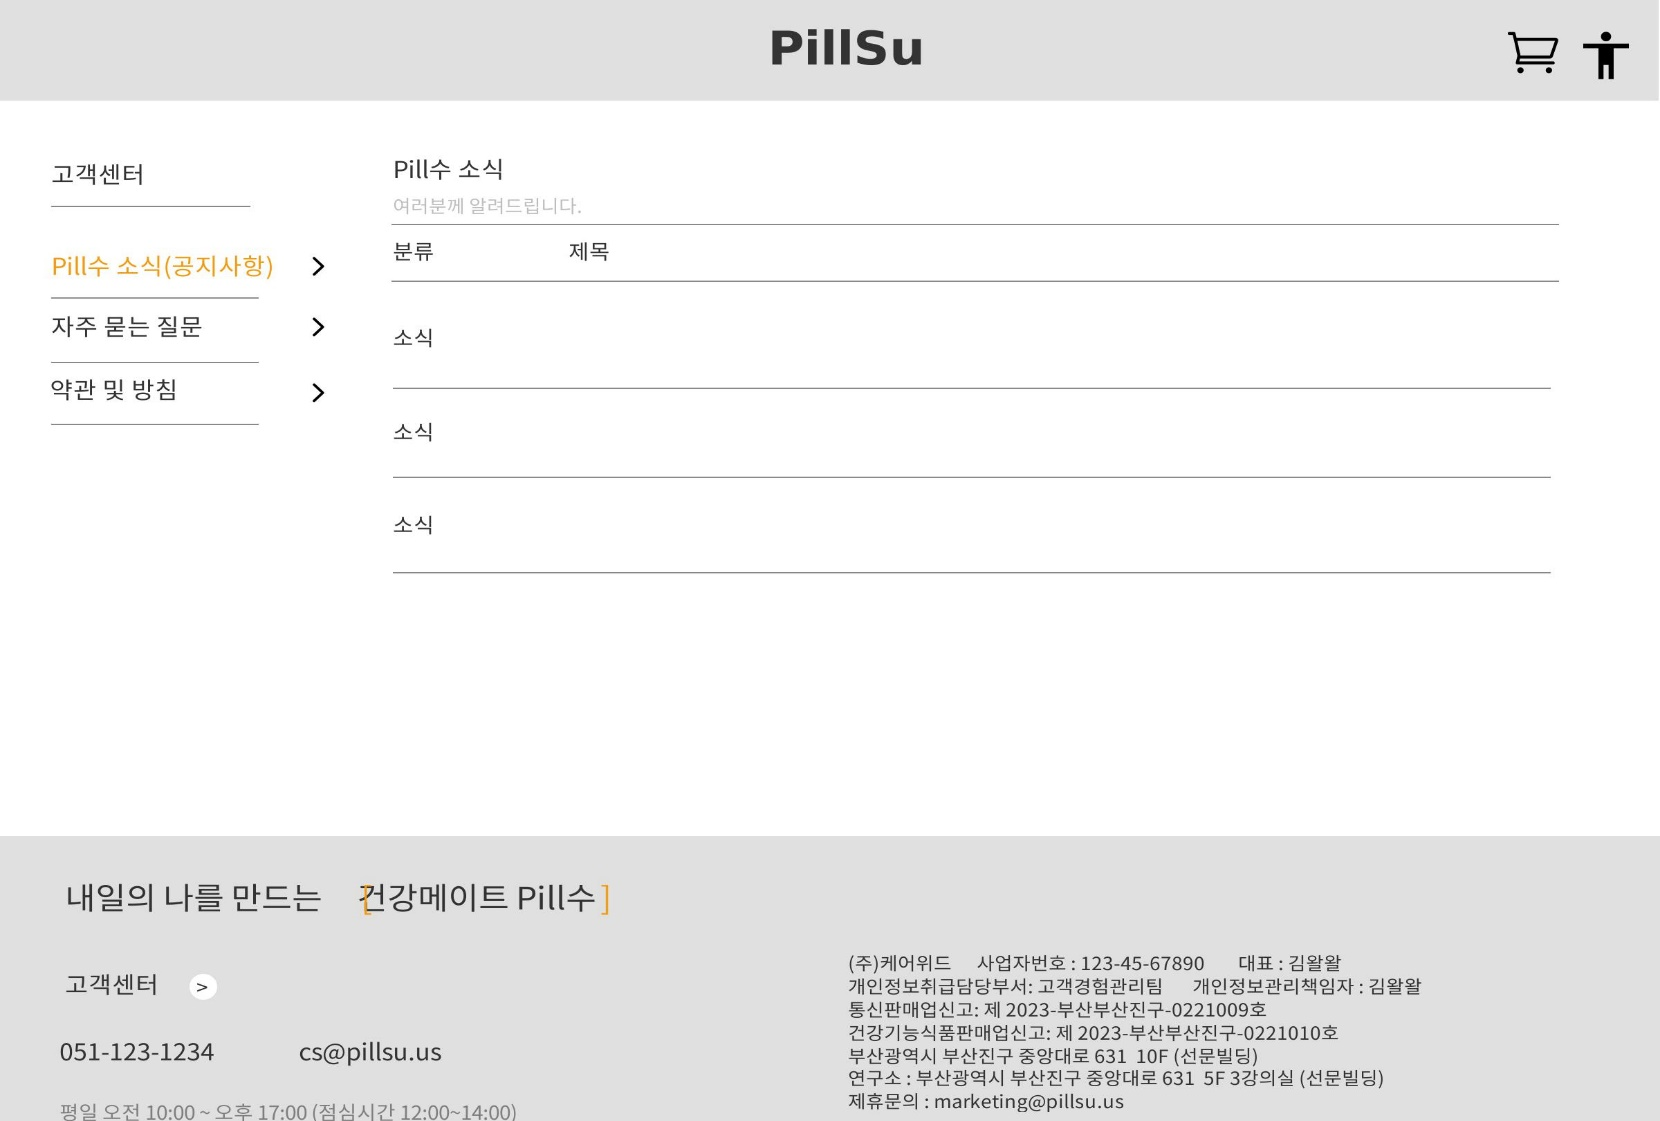 PillSu
고객센터
Pill수 소식(공지사항)
자주 묻는 질문
약관 및 방침
Pill수 소식
여러분께 알려드립니다.
분류 제목
소식
소식
소식
내일의 나를 만드는 [건강메이트 Pill수]
고객센터 >
051-123-1234 cs@pillsu.us
평일 오전 10:00 ~ 오후 17:00 (점심시간 12:00~14:00)
(주)케어위드 사업자번호 : 123-45-67890 대표 : 김왈왈
개인정보취급담당부서: 고객경험관리팀 개인정보관리책임자 : 김왈왈
통신판매업신고: 제 2023-부산부산진구-0221009호
건강기능식품판매업신고: 제 2023-부산부산진구-0221010호
부산광역시 부산진구 중앙대로 631 10F (선문빌딩)
연구소 : 부산광역시 부산진구 중앙대로 631 5F 3강의실 (선문빌딩)
제휴문의 : marketing@pillsu.us